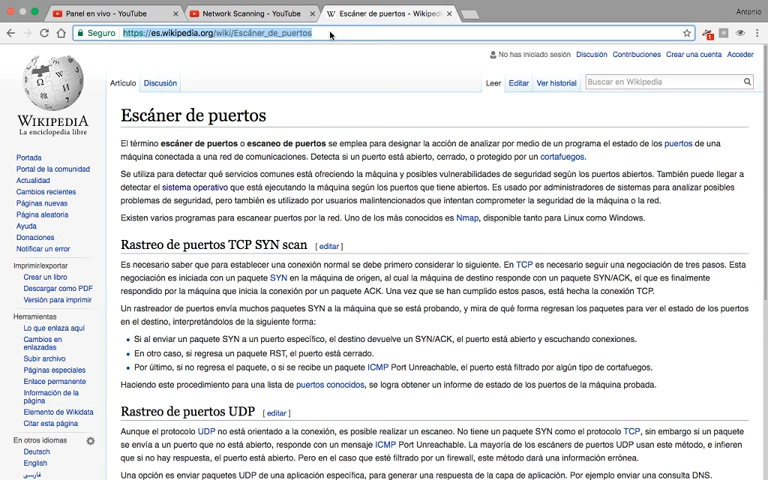 Panel en vivo - YouTube
Network Scanning - YouTube
Escáner de puertos - Wikipedi
Antonio
Seguro
https://es.wikipedia.org/wiki/Escáner_de_puertos
No has iniciado sesión Discusión Contribuciones Crear una cuenta Acceder
Artículo Discusión Leer Editar Ver historial Buscar en Wikipedia
WIKIPEDIA
La enciclopedia libre
Portada
Portal de la comunidad
Actualidad
Cambios recientes
Páginas nuevas
Página aleatoria
Ayuda
Donaciones
Notificar un error
Imprimir/exportar
Crear un libro
Descargar como PDF
Versión para imprimir
Herramientas
Lo que enlaza aquí
Cambios en
enlazadas
Subir archivo
Páginas especiales
Enlace permanente
Información de la
página
Elemento de Wikidata
Citar esta página
En otros idiomas
Deutsch
English
فارسی
Escáner de puertos
El término escáner de puertos o escaneo de puertos se emplea para designar la acción de analizar por medio de un programa el estado de los puertos de una
máquina conectada a una red de comunicaciones. Detecta si un puerto está abierto, cerrado, o protegido por un cortafuegos.
Se utiliza para detectar qué servicios comunes está ofreciendo la máquina y posibles vulnerabilidades de seguridad según los puertos abiertos. También puede llegar a
detectar el sistema operativo que está ejecutando la máquina según los puertos que tiene abiertos. Es usado por administradores de sistemas para analizar posibles
problemas de seguridad, pero también es utilizado por usuarios malintencionados que intentan comprometer la seguridad de la máquina o la red.
Existen varios programas para escanear puertos por la red. Uno de los más conocidos es Nmap, disponible tanto para Linux como Windows.
Rastreo de puertos TCP SYN scan [ editar ]
Es necesario saber que para establecer una conexión normal se debe primero considerar lo siguiente. En TCP es necesario seguir una negociación de tres pasos. Esta
negociación es iniciada con un paquete SYN en la máquina de origen, al cual la máquina de destino responde con un paquete SYN/ACK, el que es finalmente
respondido por la máquina que inicia la conexión por un paquete ACK. Una vez que se han cumplido estos pasos, está hecha la conexión TCP.
Un rastreador de puertos envía muchos paquetes SYN a la máquina que se está probando, y mira de qué forma regresan los paquetes para ver el estado de los puertos
en el destino, interpretándolos de la siguiente forma:
• Si al enviar un paquete SYN a un puerto específico, el destino devuelve un SYN/ACK, el puerto está abierto y escuchando conexiones.
• En otro caso, si regresa un paquete RST, el puerto está cerrado.
• Por último, si no regresa el paquete, o si se recibe un paquete ICMP Port Unreachable, el puerto está filtrado por algún tipo de cortafuegos.
Haciendo este procedimiento para una lista de puertos conocidos, se logra obtener un informe de estado de los puertos de la máquina probada.
Rastreo de puertos UDP [ editar ]
Aunque el protocolo UDP no está orientado a la conexión, es posible realizar un escaneo. No tiene un paquete SYN como el protocolo TCP, sin embargo si un paquete
se envía a un puerto que no está abierto, responde con un mensaje ICMP Port Unreachable. La mayoría de los escáners de puertos UDP usan este método, e infieren
que si no hay respuesta, el puerto está abierto. Pero en el caso que esté filtrado por un firewall, este método dará una información errónea.
Una opción es enviar paquetes UDP de una aplicación específica, para generar una respuesta de la capa de aplicación. Por ejemplo enviar una consulta DNS.